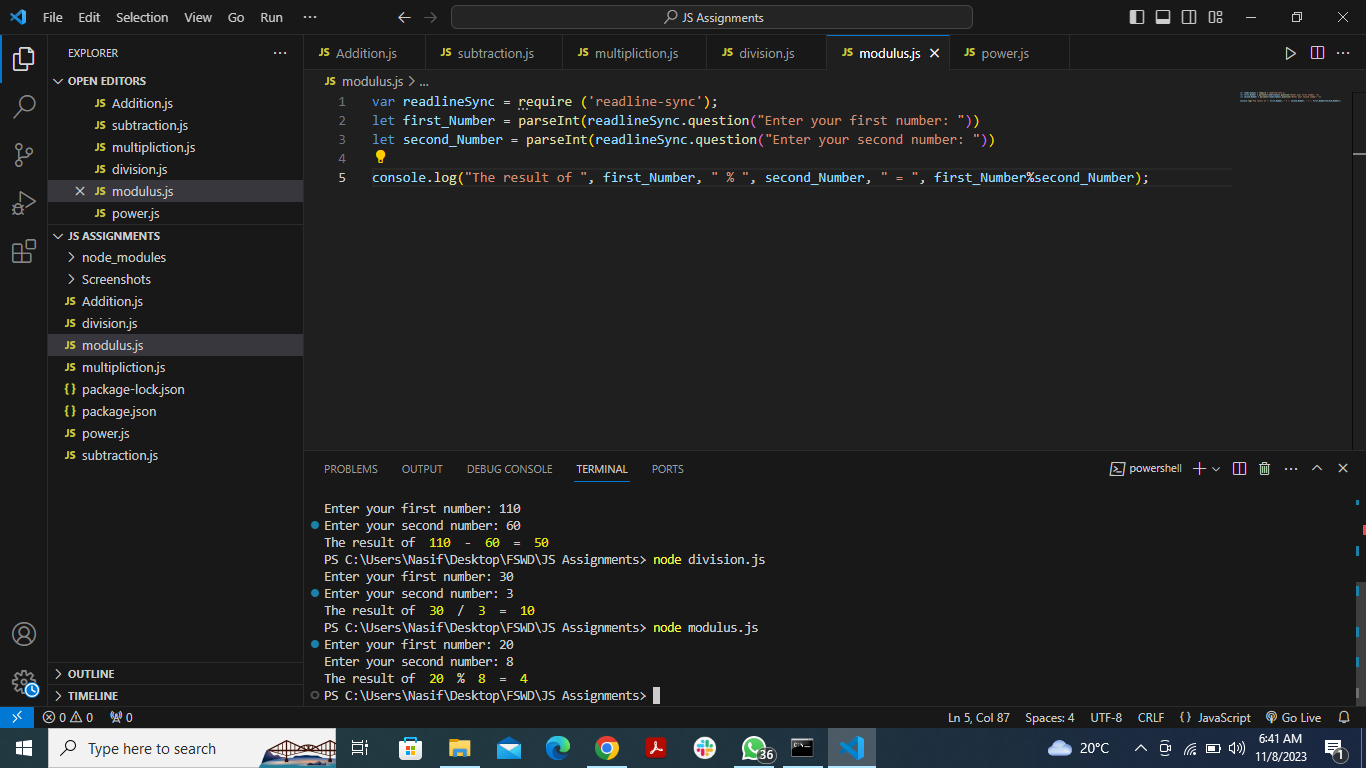 File Edit Selection View Go Run ··· JS Assignments
EXPLORER ···
OPEN EDITORS
JS Addition.js
JS subtraction.js
JS multipliction.js
JS division.js
JS modulus.js
JS power.js
JS ASSIGNMENTS
node_modules
Screenshots
JS Addition.js
JS division.js
JS modulus.js
JS multipliction.js
{} package-lock.json
{} package.json
JS power.js
JS subtraction.js
OUTLINE
TIMELINE
JS Addition.js JS subtraction.js JS multipliction.js JS division.js JS modulus.js JS power.js
JS modulus.js > ...
1 var readlineSync = require ('readline-sync');
2 let first_Number = parseInt(readlineSync.question("Enter your first number: "))
3 let second_Number = parseInt(readlineSync.question("Enter your second number: "))
4
5 console.log("The result of ", first_Number, " % ", second_Number, " = ", first_Number%second_Number);
PROBLEMS OUTPUT DEBUG CONSOLE TERMINAL PORTS powershell
Enter your first number: 110
Enter your second number: 60
The result of  110  -  60  =  50
PS C:\Users\Nasif\Desktop\FSWD\JS Assignments> node division.js
Enter your first number: 30
Enter your second number: 3
The result of  30  /  3  =  10
PS C:\Users\Nasif\Desktop\FSWD\JS Assignments> node modulus.js
Enter your first number: 20
Enter your second number: 8
The result of  20  %  8  =  4
PS C:\Users\Nasif\Desktop\FSWD\JS Assignments>
0 0 0 Ln 5, Col 87 Spaces: 4 UTF-8 CRLF {} JavaScript Go Live
Type here to search 36 20°C 6:41 AM
11/8/2023 1